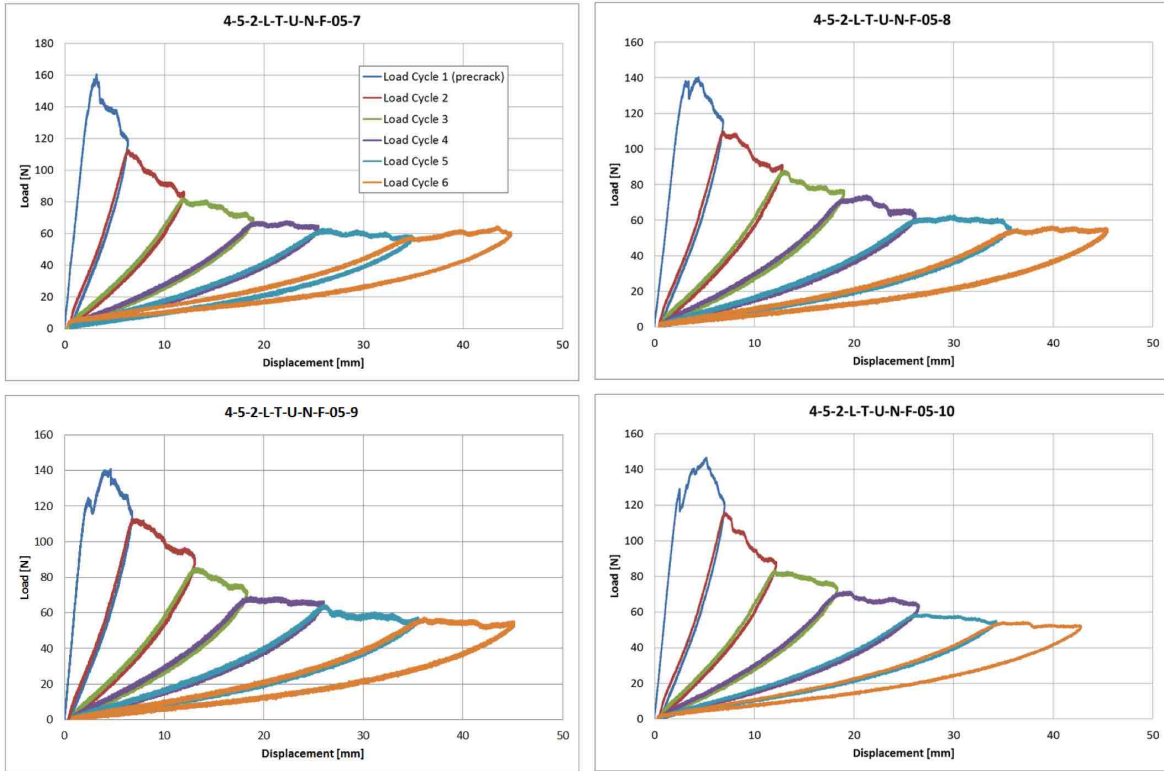 4-5-2-L-T-U-N-F-05-7
180
160
140
120
100
80
60
40
20
0
Load [N]
0 10 20 30 40 50
Displacement [mm]
Load Cycle 1 (precrack)
Load Cycle 2
Load Cycle 3
Load Cycle 4
Load Cycle 5
Load Cycle 6
4-5-2-L-T-U-N-F-05-8
160
140
120
100
80
60
40
20
0
Load [N]
0 10 20 30 40 50
Displacement [mm]
4-5-2-L-T-U-N-F-05-9
160
140
120
100
80
60
40
20
0
Load [N]
0 10 20 30 40 50
Displacement [mm]
4-5-2-L-T-U-N-F-05-10
160
140
120
100
80
60
40
20
0
Load [N]
0 10 20 30 40 50
Displacement [mm]